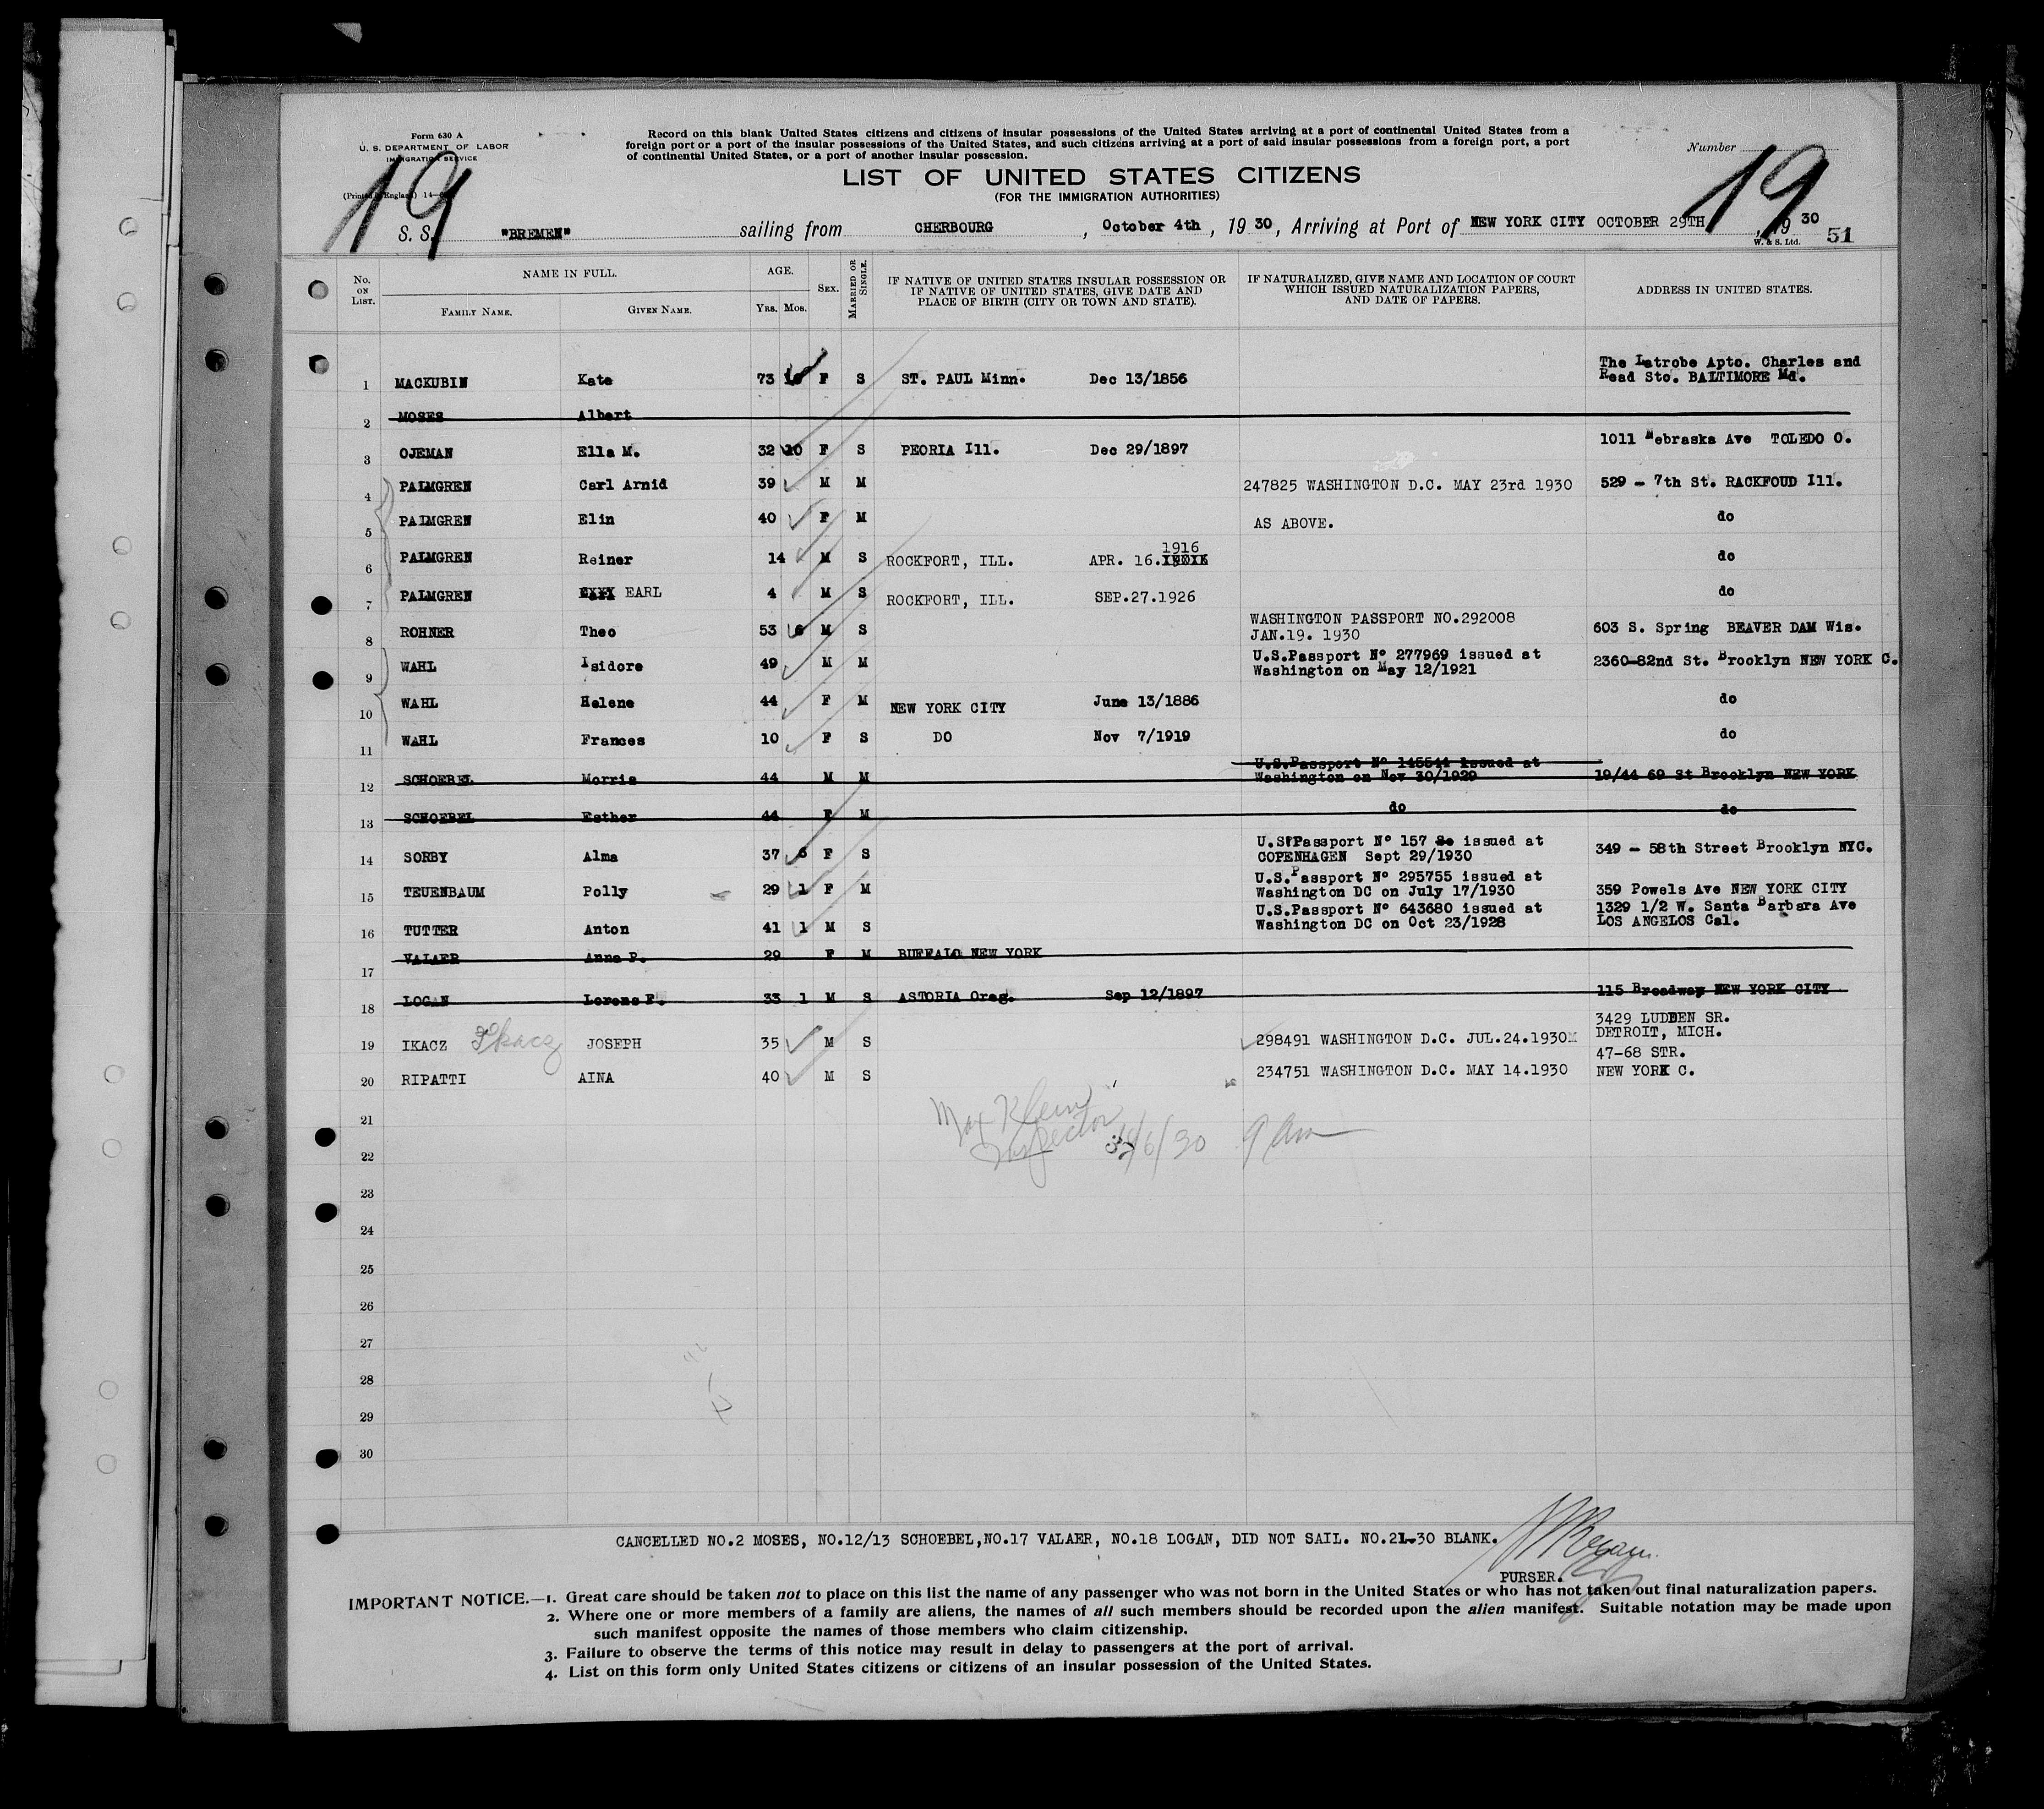 Form 630 A
U. S. DEPARTMENT OF LABOR
IMMIGRATION SERVICE
Record on this blank United States citizens and citizens of insular possessions of the United States arriving at a port of continental United States from a
foreign port or a port of the insular possessions of the United States, and such citizens arriving at a port of said insular possessions from a foreign port, a port
of continental United States, or a port of another insular possession.
Number
19
19
LIST OF UNITED STATES CITIZENS
(FOR THE IMMIGRATION AUTHORITIES)
S. S. "BREMEN" sailing from CHERBOURG, October 4th, 1930, Arriving at Port of NEW YORK CITY OCTOBER 29TH, 1930
W. & S. Ltd. 51
No. ON LIST. NAME IN FULL. AGE. SEX. MARRIED OR SINGLE. IF NATIVE OF UNITED STATES INSULAR POSSESSION OR IF NATIVE OF UNITED STATES, GIVE DATE AND PLACE OF BIRTH (CITY OR TOWN AND STATE). IF NATURALIZED, GIVE NAME AND LOCATION OF COURT WHICH ISSUED NATURALIZATION PAPERS, AND DATE OF PAPERS. ADDRESS IN UNITED STATES.
FAMILY NAME. GIVEN NAME. YRS. MOS.
The Latrobe Apto. Charles and
1 MACKUBIN Kate 73 F S ST. PAUL Minn. Dec 13/1856 Read Sto. BALTIMORE Md.
2 MOSES Albert
3 OJEMAN Ella M. 32 10 F S PEORIA Ill. Dec 29/1897 1011 Nebraska Ave TOLEDO O.
4 PALMGREN Carl Arnid 39 M M 247825 WASHINGTON D.C. MAY 23rd 1930 529 - 7th St. RACKFOUD Ill.
5 PALMGREN Elin 40 F M AS ABOVE. do
1916
6 PALMGREN Reiner 14 M S ROCKFORT, ILL. APR. 16. do
7 PALMGREN EARL 4 M S ROCKFORT, ILL. SEP.27.1926 do
WASHINGTON PASSPORT NO.292008
8 ROHNER Theo 53 6 M S JAN.19. 1930 603 S. Spring BEAVER DAM Wis.
U.S.Passport Nº 277969 issued at
9 WAHL Isidore 49 M M Washington on May 12/1921 2360-82nd St. Brooklyn NEW YORK C.
10 WAHL Helene 44 F M NEW YORK CITY June 13/1886 do
11 WAHL Frances 10 F S DO Nov 7/1919 do
U.S.Passport Nº 145544 issued at
12 SCHOEBEL Morris 44 M M Washington on Nov 30/1929 19/44 69 St Brooklyn NEW YORK
13 SCHOEBEL Esther 44 F M do do
U.S.Passport Nº 157 issued at
14 SORBY Alma 37 6 F S COPENHAGEN Sept 29/1930 349 - 58th Street Brooklyn NYC.
U.S.Passport Nº 295755 issued at
15 TEUENBAUM Polly 29 1 F M Washington DC on July 17/1930 359 Powels Ave NEW YORK CITY
U.S.Passport Nº 643680 issued at 1329 1/2 W. Santa Barbara Ave
16 TUTTER Anton 41 1 M S Washington DC on Oct 23/1928 LOS ANGELOS Cal.
17 VALAER Anna P. 29 F M BUFFALO NEW YORK
18 LOGAN Lorens F. 33 1 M S ASTORIA Oreg. Sep 12/1897 115 Broadway NEW YORK CITY
3429 LUDDEN SR.
19 IKACZ Tkacz JOSEPH 35 M S 298491 WASHINGTON D.C. JUL.24.1930 DETROIT, MICH.
47-68 STR.
20 RIPATTI AINA 40 M S 234751 WASHINGTON D.C. MAY 14.1930 NEW YORK C.
21 Max Klein
22 Inspector 9 am
23
24
25
26
27
28
29
30
CANCELLED NO.2 MOSES, NO.12/13 SCHOEBEL,NO.17 VALAER, NO.18 LOGAN, DID NOT SAIL. NO.21-30 BLANK.
PURSER.
IMPORTANT NOTICE.—1. Great care should be taken not to place on this list the name of any passenger who was not born in the United States or who has not taken out final naturalization papers.
2. Where one or more members of a family are aliens, the names of all such members should be recorded upon the alien manifest. Suitable notation may be made upon
such manifest opposite the names of those members who claim citizenship.
3. Failure to observe the terms of this notice may result in delay to passengers at the port of arrival.
4. List on this form only United States citizens or citizens of an insular possession of the United States.